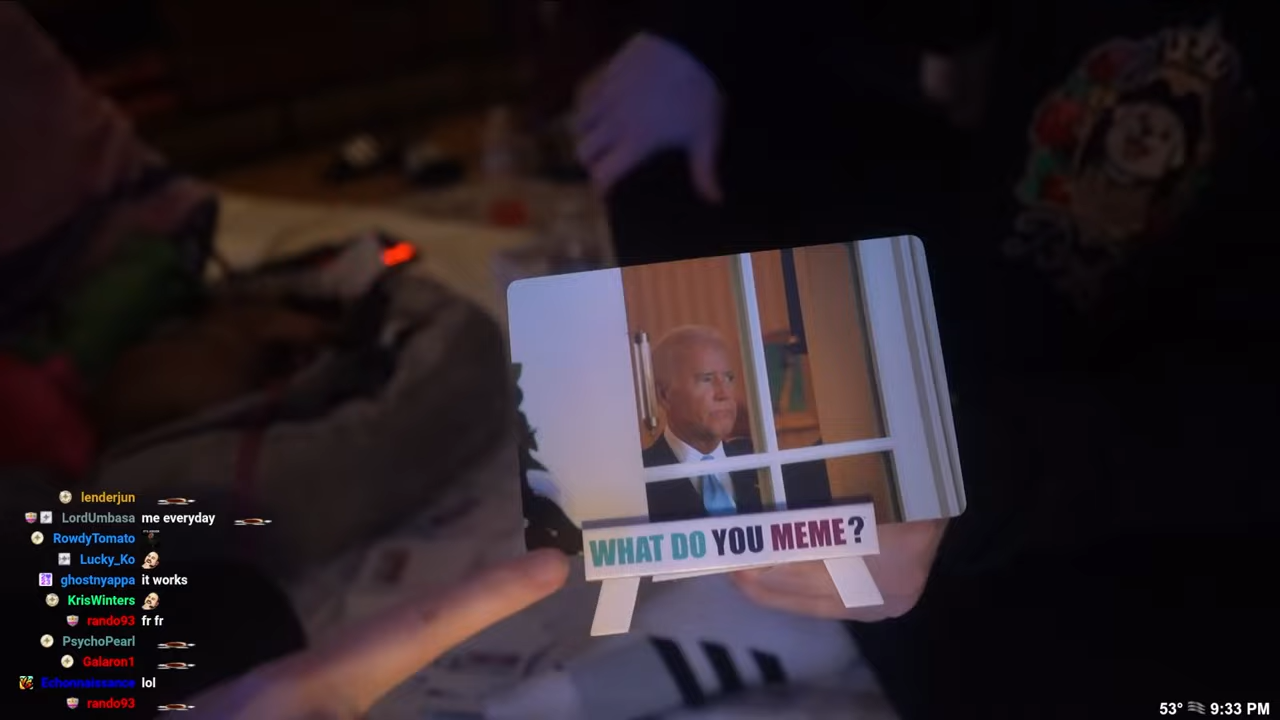 WHAT DO YOU MEME?
lenderjun
LordUmbasa me everyday
RowdyTomato
Lucky_Ko
ghostnyappa it works
KrisWinters
rando93 fr fr
PsychoPearl
Galaron1
Echonnaissance lol
rando93
53° 9:33 PM